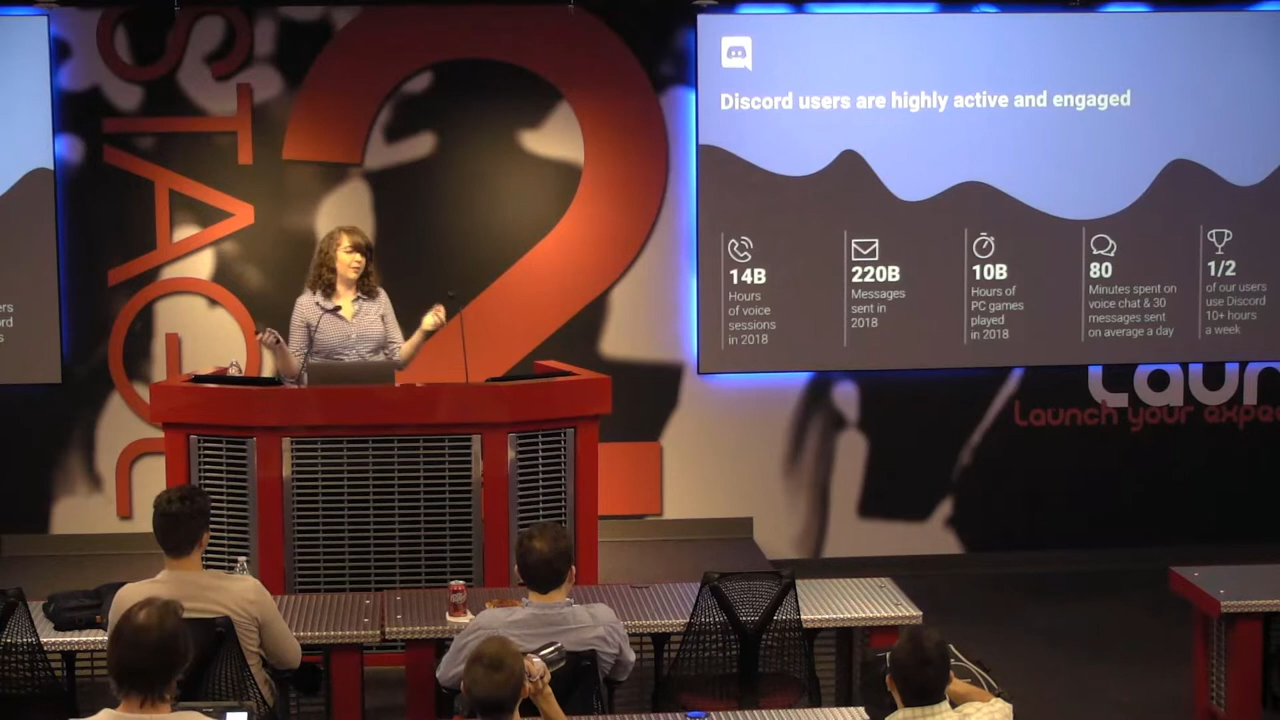 STAGE
2
Discord users are highly active and engaged
14B
Hours
of voice
sessions
in 2018
220B
Messages
sent in
2018
10B
Hours of
PC games
played
in 2018
80
Minutes spent on
voice chat & 30
messages sent
on average a day
1/2
of our users
use Discord
10+ hours
a week
Laun
Launch your expe
ers
rd
s